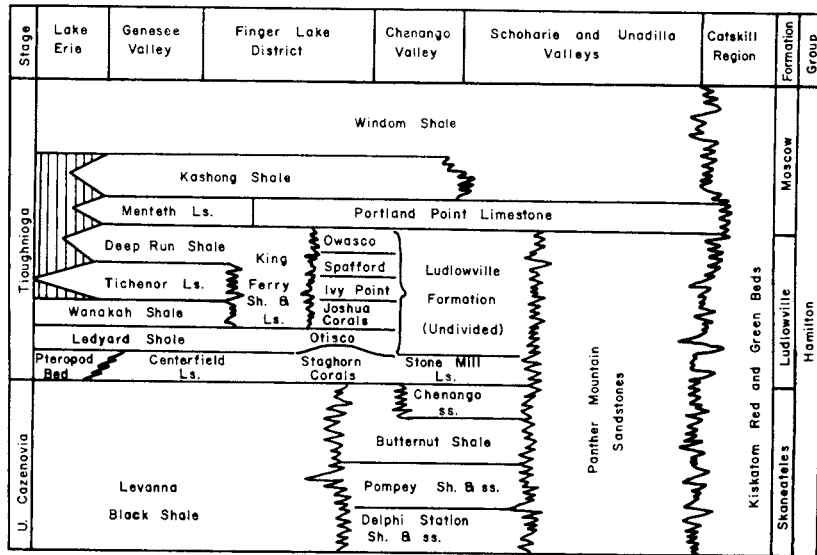 Stage
Lake
Erie
Genesee
Valley
Finger Lake
District
Chenango
Valley
Schoharie and Unadilla
Valleys
Catskill
Region
Formation
Group
Tioughnioga
U. Cazenovia
Windom Shale
Kashong Shale
Menteth Ls.
Portland Point Limestone
Deep Run Shale
Tichenor Ls.
Wanakah Shale
King
Ferry
Sh. &
Ls.
Owasco
Spafford
Ivy Point
Joshua
Corals
Ludlowville
Formation
(Undivided)
Ledyard Shale
Otisco
Pteropod
Bed
Centerfield
Ls.
Staghorn
Corals
Stone Mill
Ls.
Chenango
ss.
Butternut Shale
Pompey Sh. & ss.
Delphi Station
Sh. & ss.
Levanna
Black Shale
Panther Mountain
Sandstones
Kiskatom Red and Green Beds
Moscow
Ludlowville
Skaneateles
Hamilton